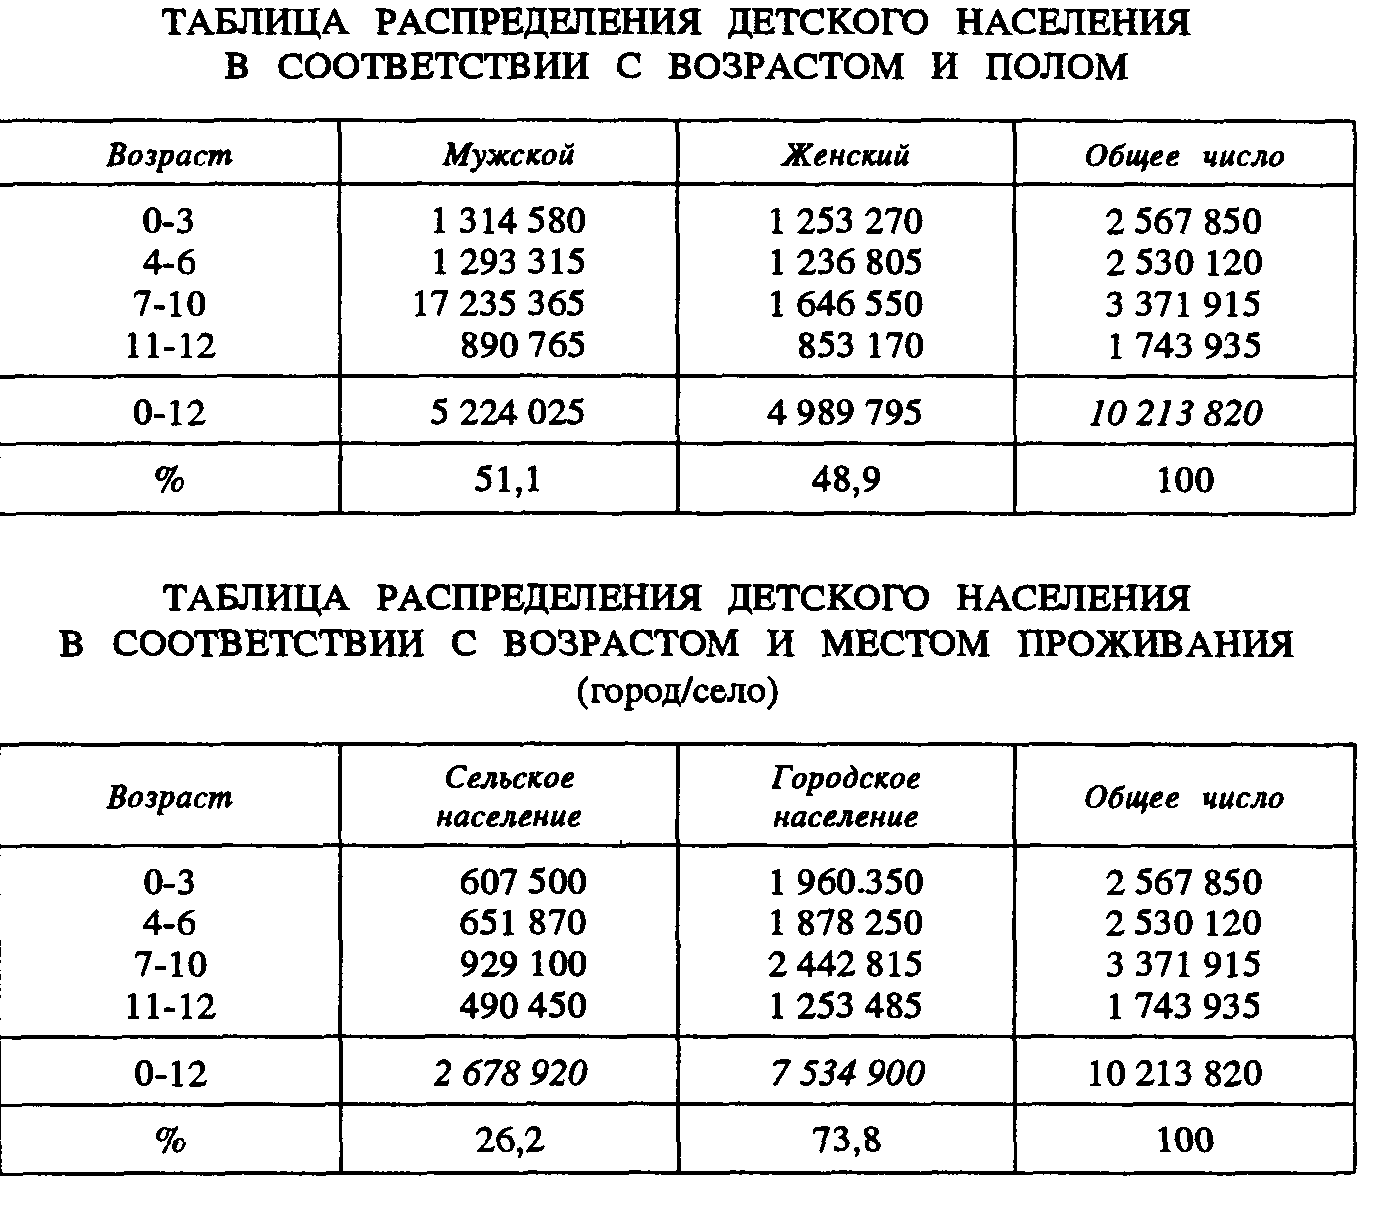 ТАБЛИЦА РАСПРЕДЕЛЕНИЯ ДЕТСКОГО НАСЕЛЕНИЯ
В СООТВЕТСТВИИ С ВОЗРАСТОМ И ПОЛОМ
Возраст Мужской Женский Общее число
0-3 1 314 580 1 253 270 2 567 850
4-6 1 293 315 1 236 805 2 530 120
7-10 17 235 365 1 646 550 3 371 915
11-12 890 765 853 170 1 743 935
0-12 5 224 025 4 989 795 10 213 820
% 51,1 48,9 100
ТАБЛИЦА РАСПРЕДЕЛЕНИЯ ДЕТСКОГО НАСЕЛЕНИЯ
В СООТВЕТСТВИИ С ВОЗРАСТОМ И МЕСТОМ ПРОЖИВАНИЯ
(город/село)
Возраст Сельское население Городское население Общее число
0-3 607 500 1 960.350 2 567 850
4-6 651 870 1 878 250 2 530 120
7-10 929 100 2 442 815 3 371 915
11-12 490 450 1 253 485 1 743 935
0-12 2 678 920 7 534 900 10 213 820
% 26,2 73,8 100